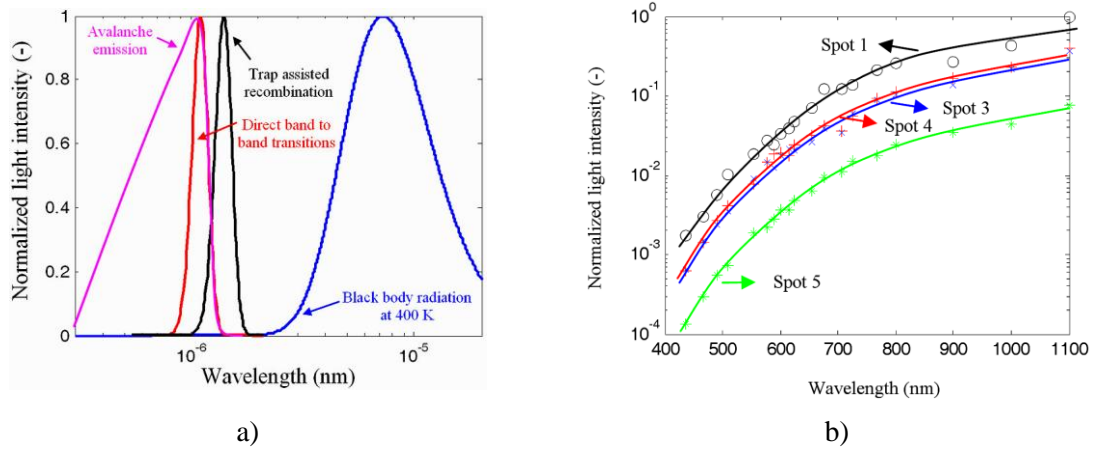 1
0.8
0.6
0.4
0.2
0
Normalized light intensity (-)
Avalanche
emission
Trap assisted
recombination
Direct band to
band transitions
Black body radiation
at 400 K
10-6
10-5
Wavelength (nm)
a)
100
10-1
10-2
10-3
10-4
Normalized light intensity (-)
Spot 1
Spot 3
Spot 4
Spot 5
400 500 600 700 800 900 1000 1100
Wavelength (nm)
b)